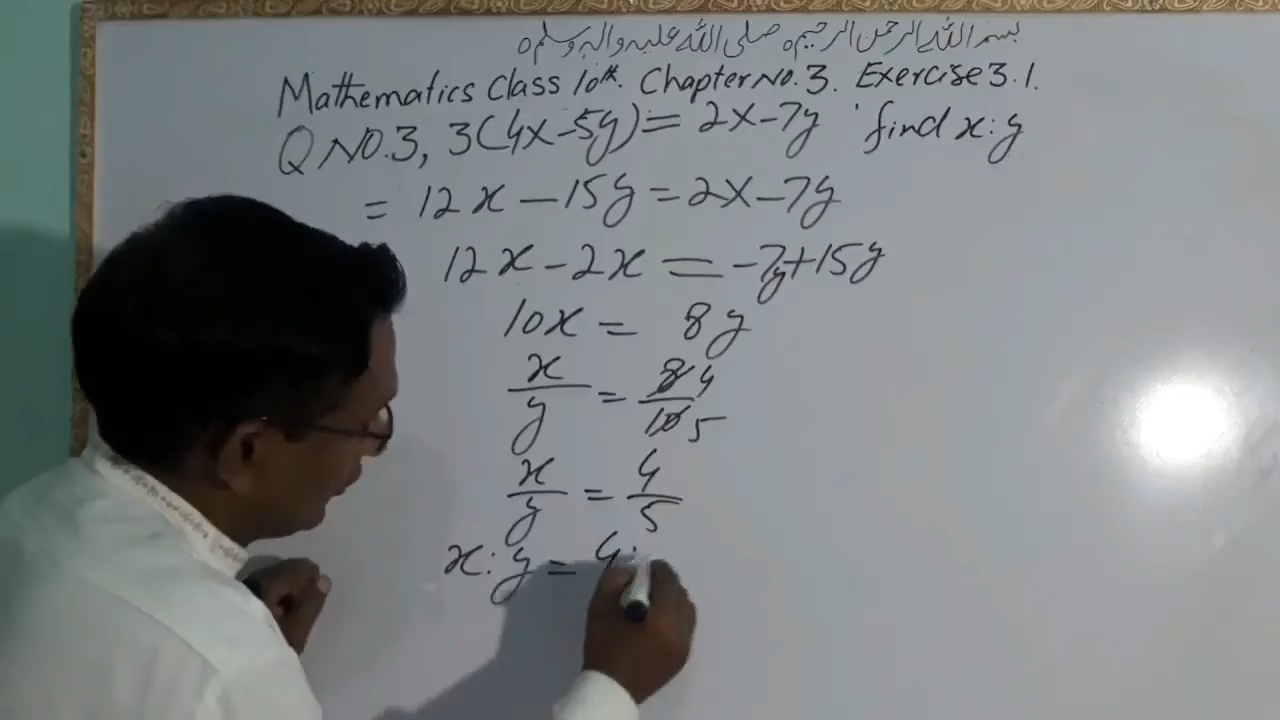 بسم اللہ الرحمن الرحیم ہ صلی اللہ علیہ والہ وسلم ہ
Mathematics Class 10th. Chapter No. 3. Exercise 3.1.
Q NO.3, 3(4x-5y) = 2x-7y find x:y
= 12x - 15y = 2x - 7y
12x - 2x = -7y+15y
10x = 8y
x/y = 8/10 4/5
x/y = 4/5
x:y = 4: